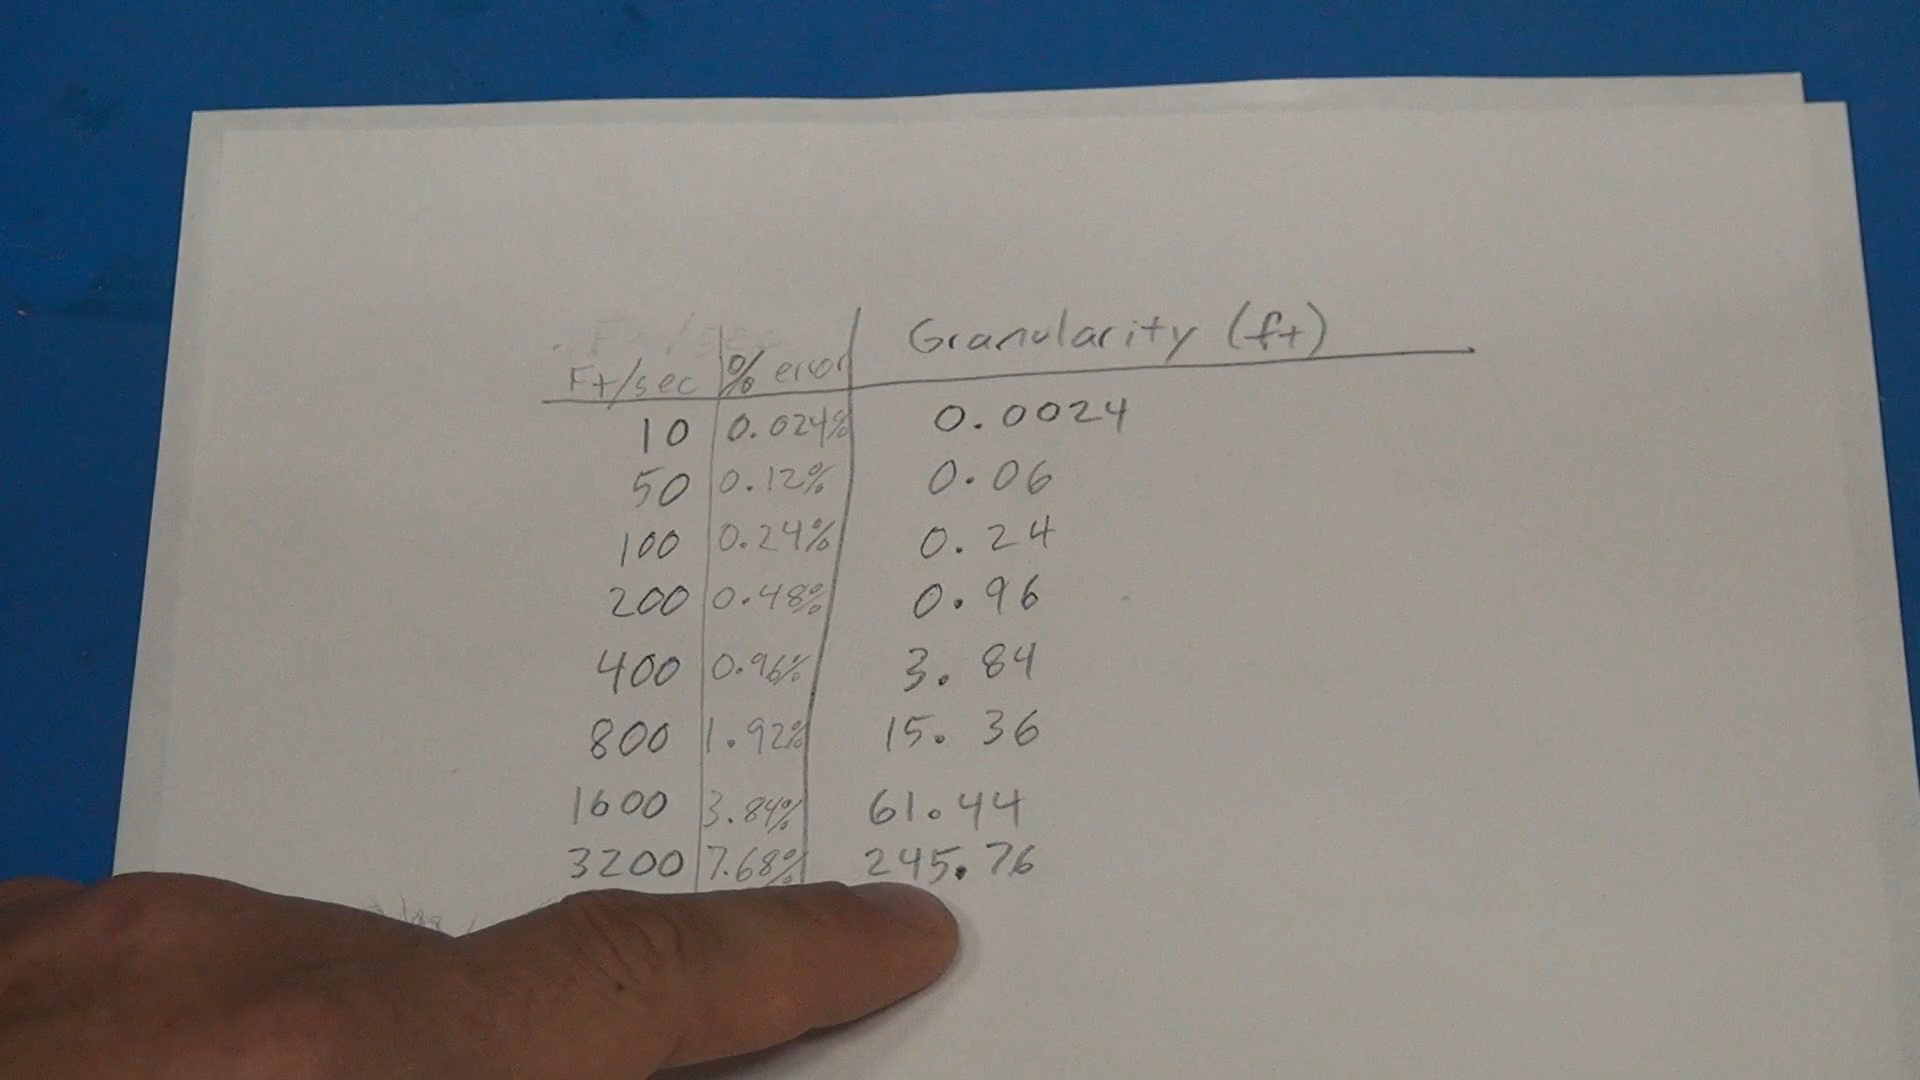 Ft/sec % error Granularity (ft)
10 0.024% 0.0024
50 0.12% 0.06
100 0.24% 0.24
200 0.48% 0.96
400 0.96% 3.84
800 1.92% 15.36
1600 3.84% 61.44
3200 7.68% 245.76